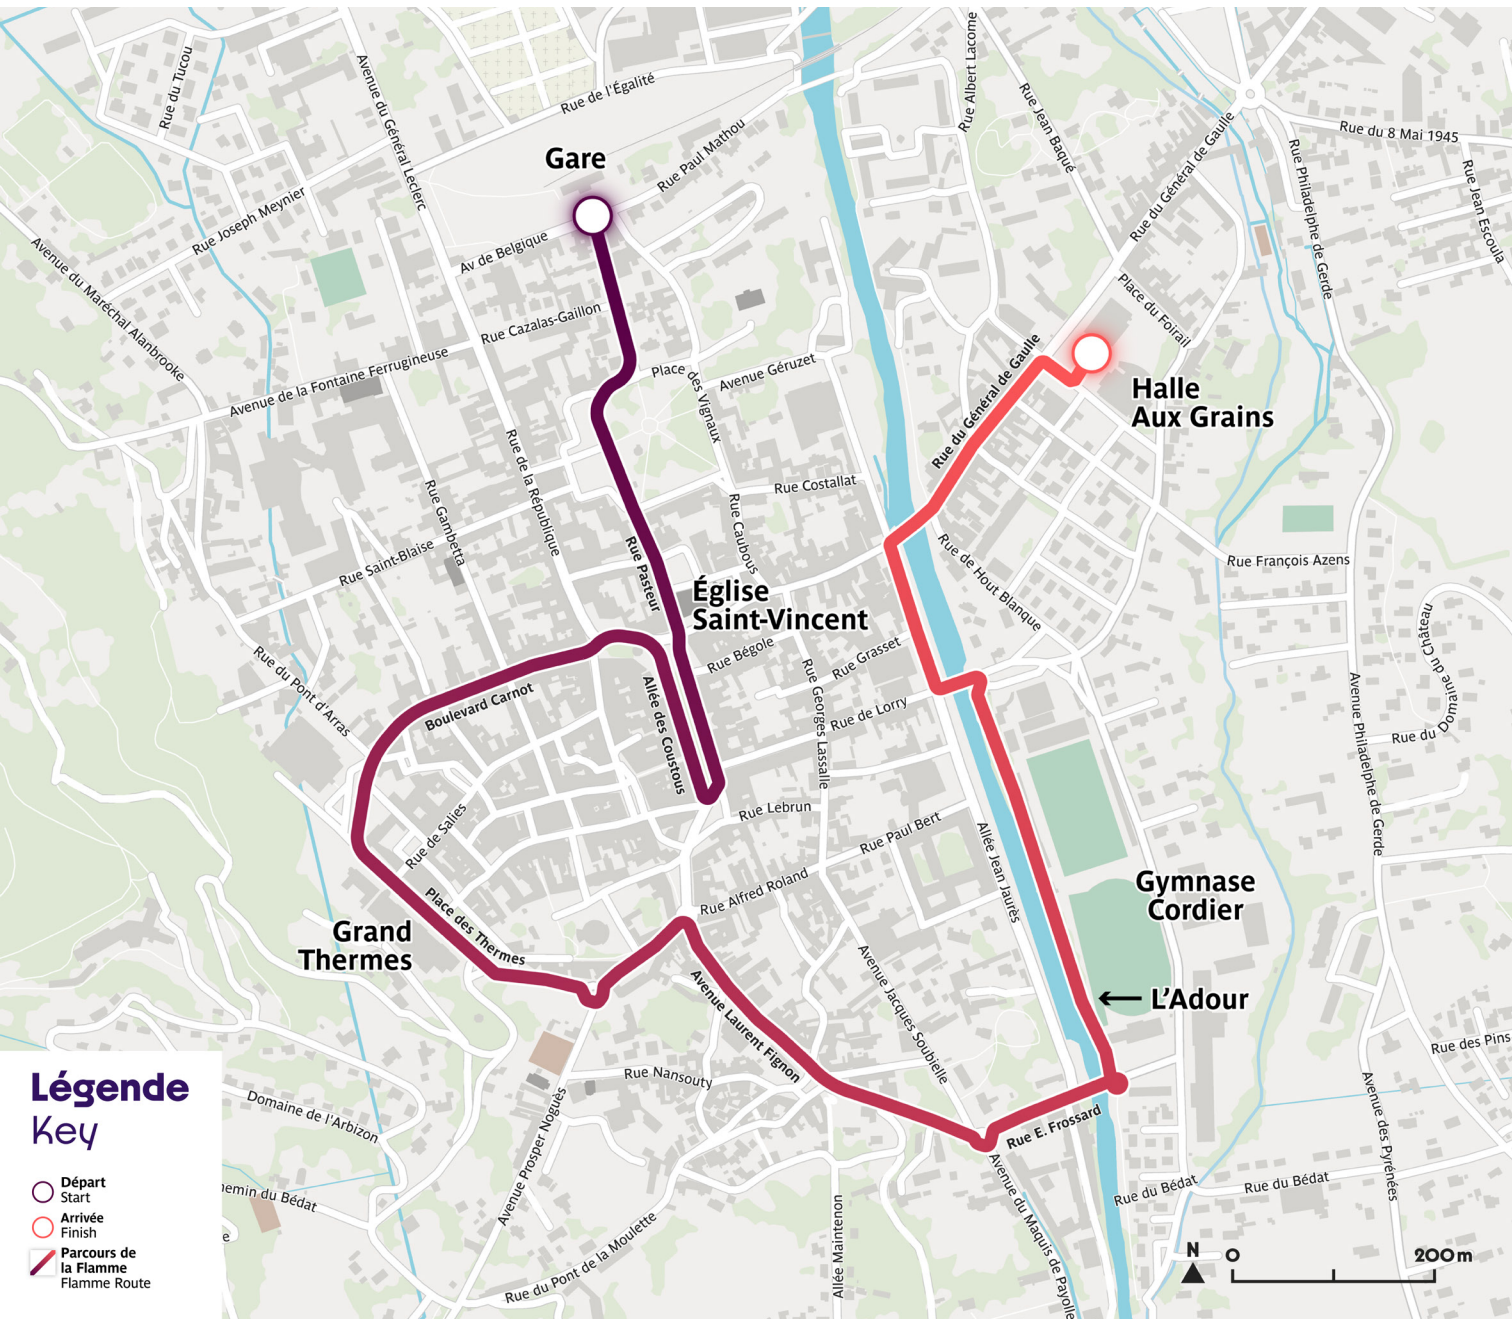 Rue du Tucou
Avenue du Général Leclerc
Rue de l'Égalité
Rue Albert Lacome
Rue Jean Baqué
Rue du Général de Gaulle
Rue du 8 Mai 1945
Rue Philadelphe de Gerde
Rue Jean Escoula
Gare
Rue Paul Mathou
Rue Joseph Meynier
Av de Belgique
Avenue du Maréchal Alanbrooke
Rue Cazalas-Gaillon
Avenue de la Fontaine Ferrugineuse
Place des Vignaux
Avenue Géruzet
Place du Foirail
Rue du Général de Gaulle
Halle
Aux Grains
Rue de la République
Rue Gambetta
Rue Costallat
Rue Caubous
Rue Saint-Blaise
Rue Pasteur
Rue de Hout Blanque
Rue François Azens
Église
Saint-Vincent
Rue Bégole
Rue Grasset
Rue du Pont d'Arras
Boulevard Carnot
Allée des Coustous
Rue Georges Lassalle
Rue de Lorry
Rue du Domaine du Château
Avenue Philadelphe de Gerde
Rue de Salies
Rue Lebrun
Rue Paul Bert
Allée Jean Jaurès
Rue Alfred Roland
Gymnase
Cordier
Place des Thermes
Grand
Thermes
Avenue Laurent Fignon
Avenue Jacques Soubielle
L'Adour
Rue des Pins
Rue Nansouty
Domaine de l'Arbizon
Avenue Prosper Noguès
Rue E. Frossard
Avenue des Pyrénées
hemin du Bédat
Rue du Bédat
Rue du Bédat
Avenue du Maquis de Payolle
Allée Maintenon
Rue du Pont de la Moulette
e
Légende
Key
Départ
Start
Arrivée
Finish
Parcours de
la Flamme
Flamme Route
N
0
200 m